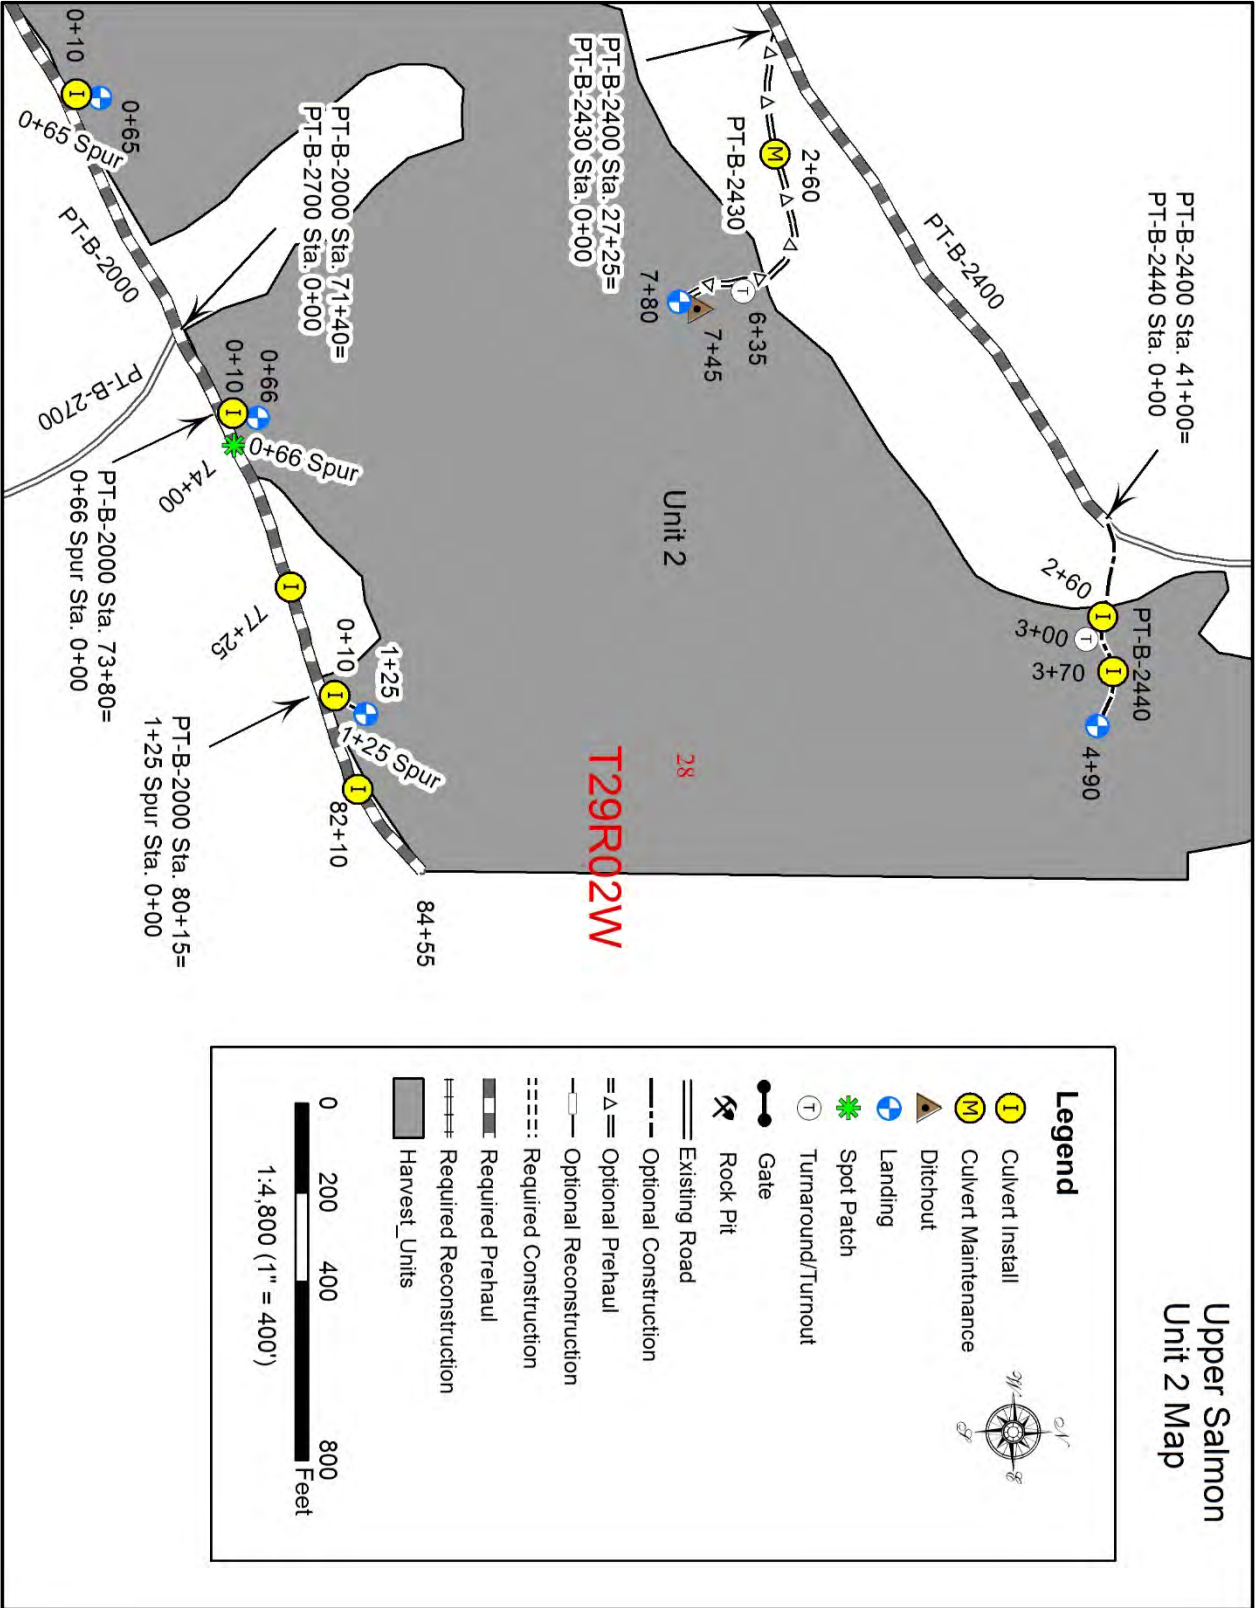 Upper Salmon
Unit 2 Map
PT-B-2400 Sta. 41+00=
PT-B-2440 Sta. 0+00
PT-B-2400
2+60
3+00
T
I
PT-B-2440
3+70
I
4+90
PT-B-2400 Sta. 27+25=
PT-B-2430 Sta. 0+00
2+60
M
PT-B-2430
T
6+35
7+45
7+80
Unit 2
28
T29R02W
0+10
I
0+65
0+65 Spur
PT-B-2000
PT-B-2000 Sta. 71+40=
PT-B-2700 Sta. 0+00
PT-B-2700
0+10
I
0+66
0+66 Spur
74+00
PT-B-2000 Sta. 73+80=
0+66 Spur Sta. 0+00
I
77+25
0+10
I
1+25
1+25 Spur
PT-B-2000 Sta. 80+15=
1+25 Spur Sta. 0+00
I
82+10
84+55
Legend
I Culvert Install
M Culvert Maintenance
Ditchout
Landing
Spot Patch
T Turnaround/Turnout
Gate
Rock Pit
Existing Road
Optional Construction
Optional Prehaul
Optional Reconstruction
Required Construction
Required Prehaul
Required Reconstruction
Harvest_Units
N
W
E
S
0 200 400 800
Feet
1:4,800 (1" = 400')